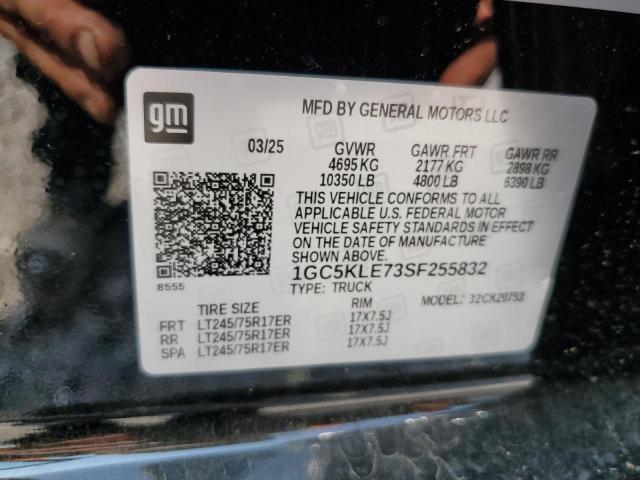 gm
MFD BY GENERAL MOTORS LLC
03/25 GVWR GAWR FRT GAWR RR
4695 KG 2177 KG 2898 KG
10350 LB 4800 LB 6390 LB
THIS VEHICLE CONFORMS TO ALL
APPLICABLE U.S. FEDERAL MOTOR
VEHICLE SAFETY STANDARDS IN EFFECT
ON THE DATE OF MANUFACTURE
SHOWN ABOVE.
8555
1GC5KLE73SF255832
TYPE: TRUCK MODEL: 32CK20753
TIRE SIZE RIM
FRT LT245/75R17ER 17X7.5J
RR LT245/75R17ER 17X7.5J
SPA LT245/75R17ER 17X7.5J